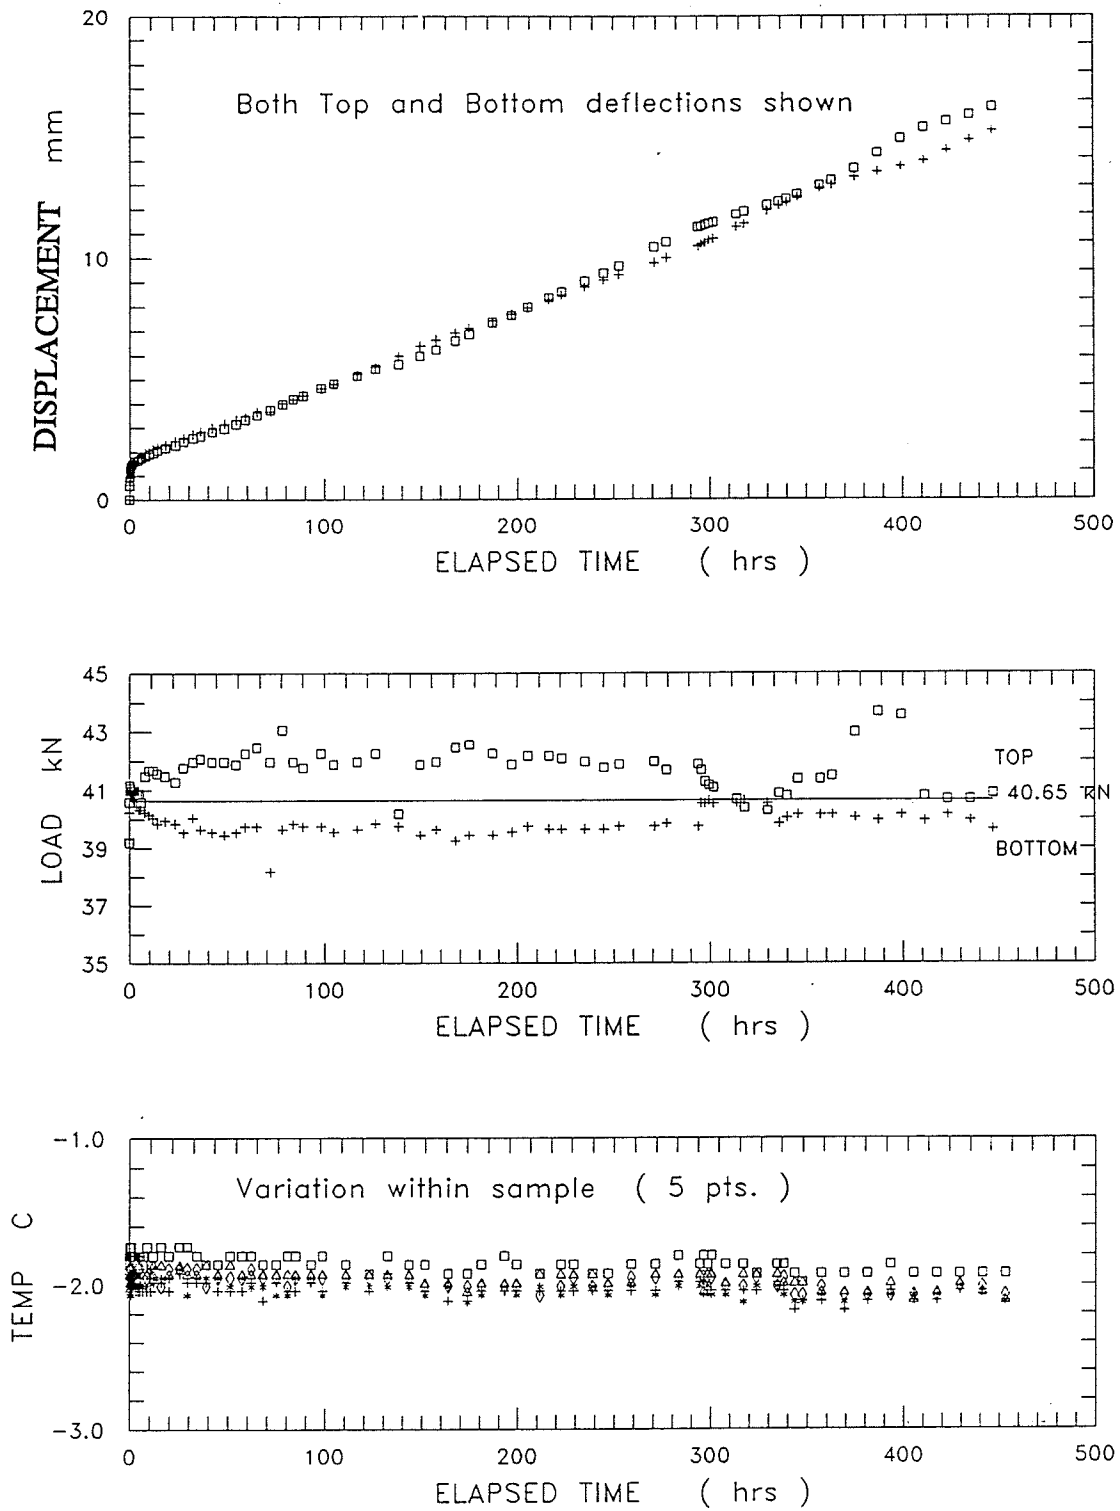 20
Both Top and Bottom deflections shown
DISPLACEMENT mm
10
0
0 100 200 300 400 500
ELAPSED TIME ( hrs )
45
43
TOP
41
40.65 kN
LOAD kN
39
BOTTOM
37
35
0 100 200 300 400 500
ELAPSED TIME ( hrs )
-1.0
Variation within sample ( 5 pts. )
TEMP C
-2.0
-3.0
0 100 200 300 400 500
ELAPSED TIME ( hrs )